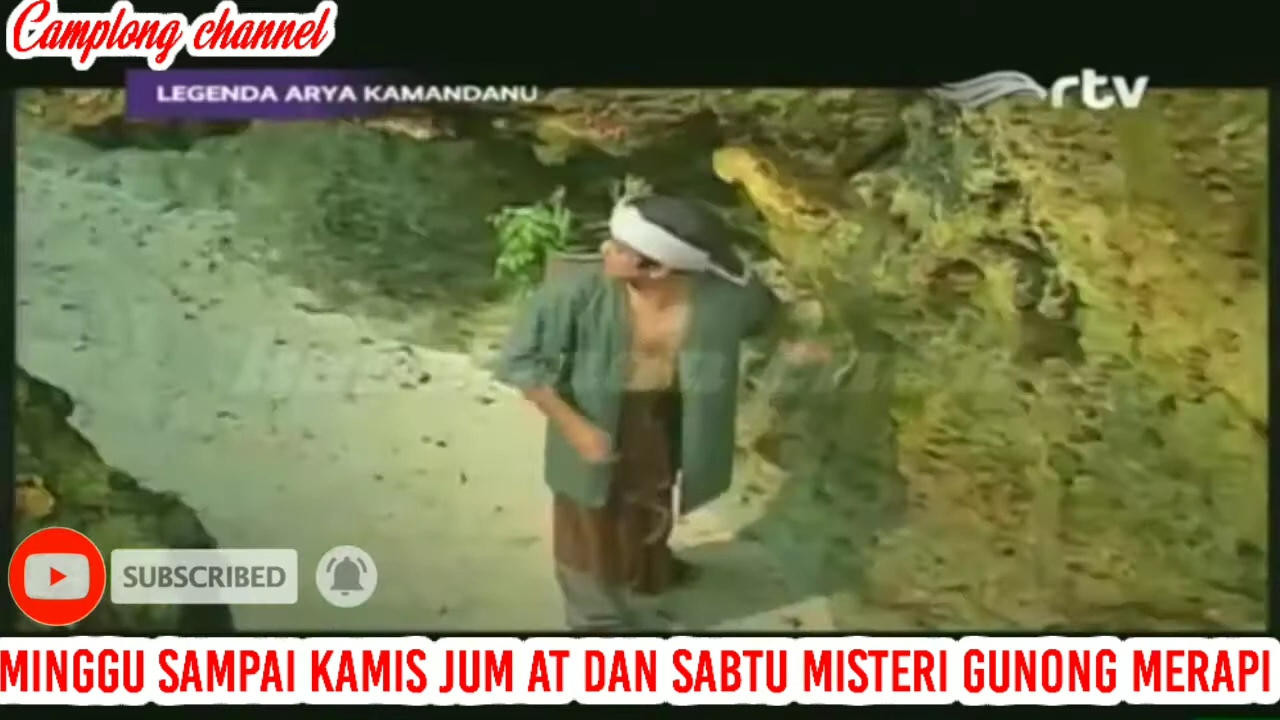 Camplong channel
LEGENDA ARYA KAMANDANU
rtv
SUBSCRIBED
MINGGU SAMPAI KAMIS JUM AT DAN SABTU MISTERI GUNONG MERAPI